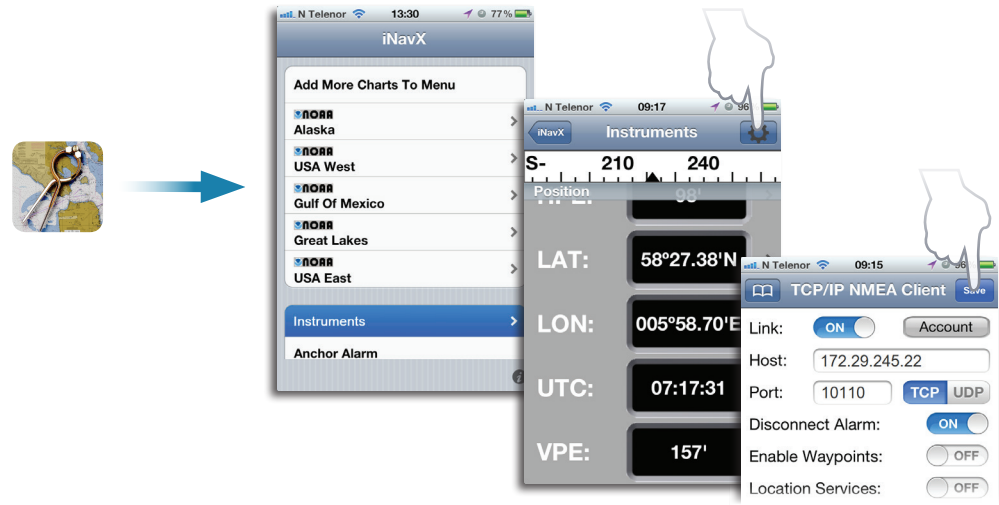 N Telenor 13:30 77%
iNavX
Add More Charts To Menu
NOAA
Alaska
NOAA
USA West
NOAA
Gulf Of Mexico
NOAA
Great Lakes
NOAA
USA East
Instruments
Anchor Alarm
N Telenor 09:17 96
iNavX Instruments
S- 210 240
Position
98'
LAT: 58º27.38'N
LON: 005º58.70'E
UTC: 07:17:31
VPE: 157'
N Telenor 09:15 96
TCP/IP NMEA Client Save
Link: ON Account
Host: 172.29.245.22
Port: 10110 TCP UDP
Disconnect Alarm: ON
Enable Waypoints: OFF
Location Services: OFF